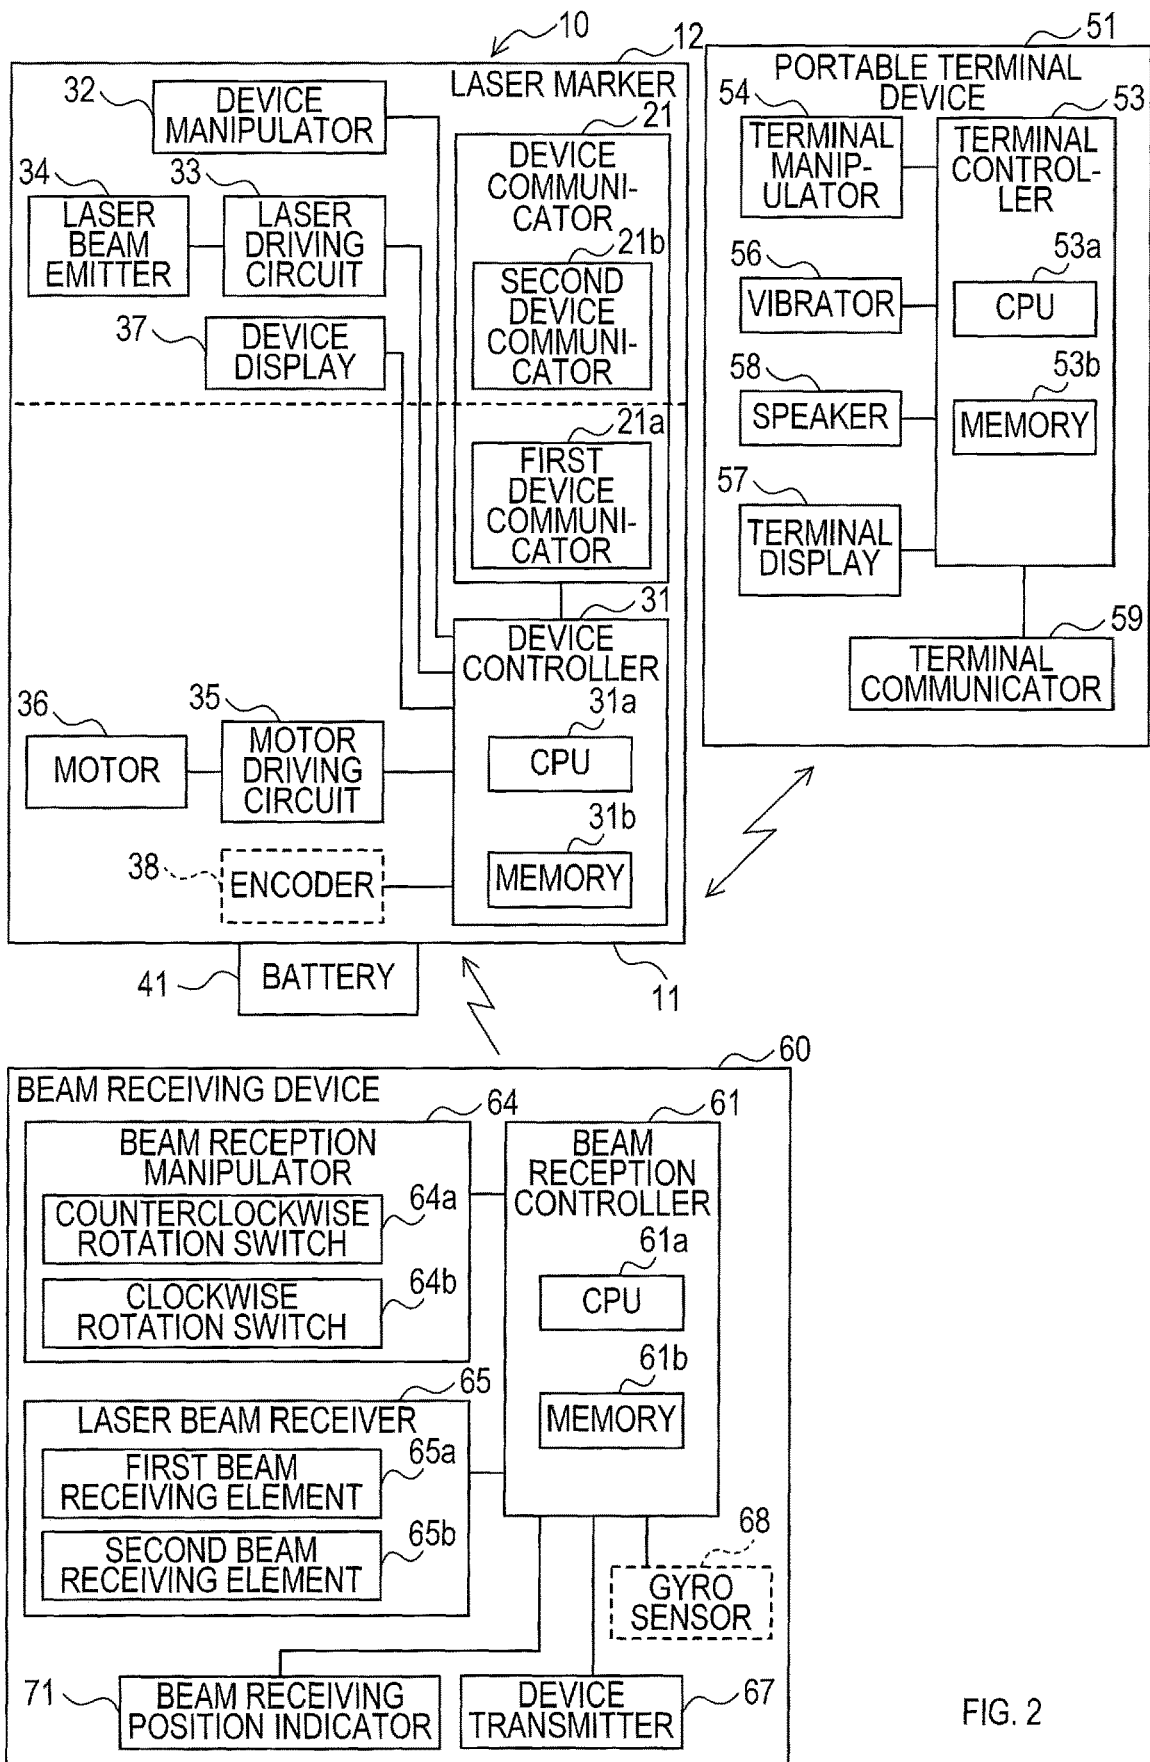 10
12
LASER MARKER
32
DEVICE
MANIPULATOR
21
DEVICE
COMMUNI-
CATOR
34
LASER
BEAM
EMITTER
33
LASER
DRIVING
CIRCUIT
21b
SECOND
DEVICE
COMMUNI-
CATOR
37
DEVICE
DISPLAY
21a
FIRST
DEVICE
COMMUNI-
CATOR
31
DEVICE
CONTROLLER
31a
CPU
31b
MEMORY
36
MOTOR
35
MOTOR
DRIVING
CIRCUIT
38
ENCODER
41
BATTERY
11
51
PORTABLE TERMINAL
DEVICE
54
TERMINAL
MANIP-
ULATOR
53
TERMINAL
CONTROL-
LER
53a
CPU
53b
MEMORY
56
VIBRATOR
58
SPEAKER
57
TERMINAL
DISPLAY
59
TERMINAL
COMMUNICATOR
60
BEAM RECEIVING DEVICE
64
BEAM RECEPTION
MANIPULATOR
64a
COUNTERCLOCKWISE
ROTATION SWITCH
64b
CLOCKWISE
ROTATION SWITCH
61
BEAM
RECEPTION
CONTROLLER
61a
CPU
61b
MEMORY
65
LASER BEAM RECEIVER
65a
FIRST BEAM
RECEIVING ELEMENT
65b
SECOND BEAM
RECEIVING ELEMENT
68
GYRO
SENSOR
71
BEAM RECEIVING
POSITION INDICATOR
DEVICE
TRANSMITTER
67
FIG. 2